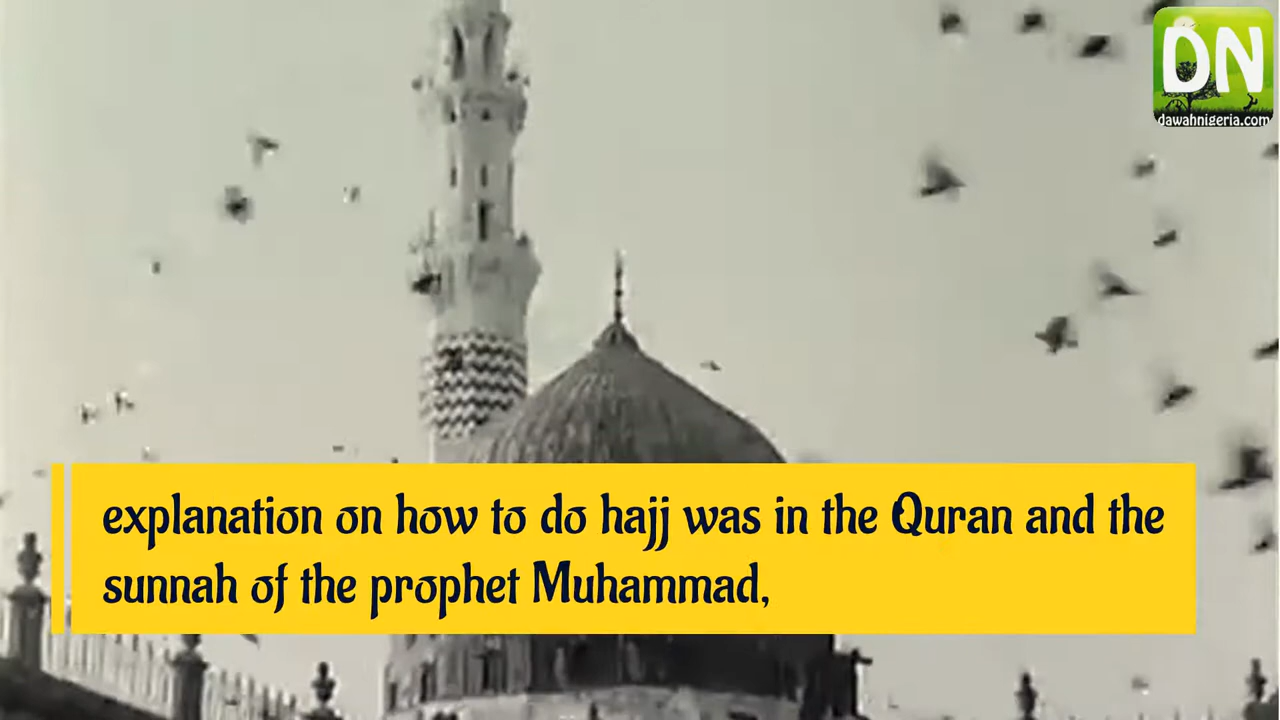 DN
dawahnigeria.com
explanation on how to do hajj was in the Quran and the
sunnah of the prophet Muhammad,